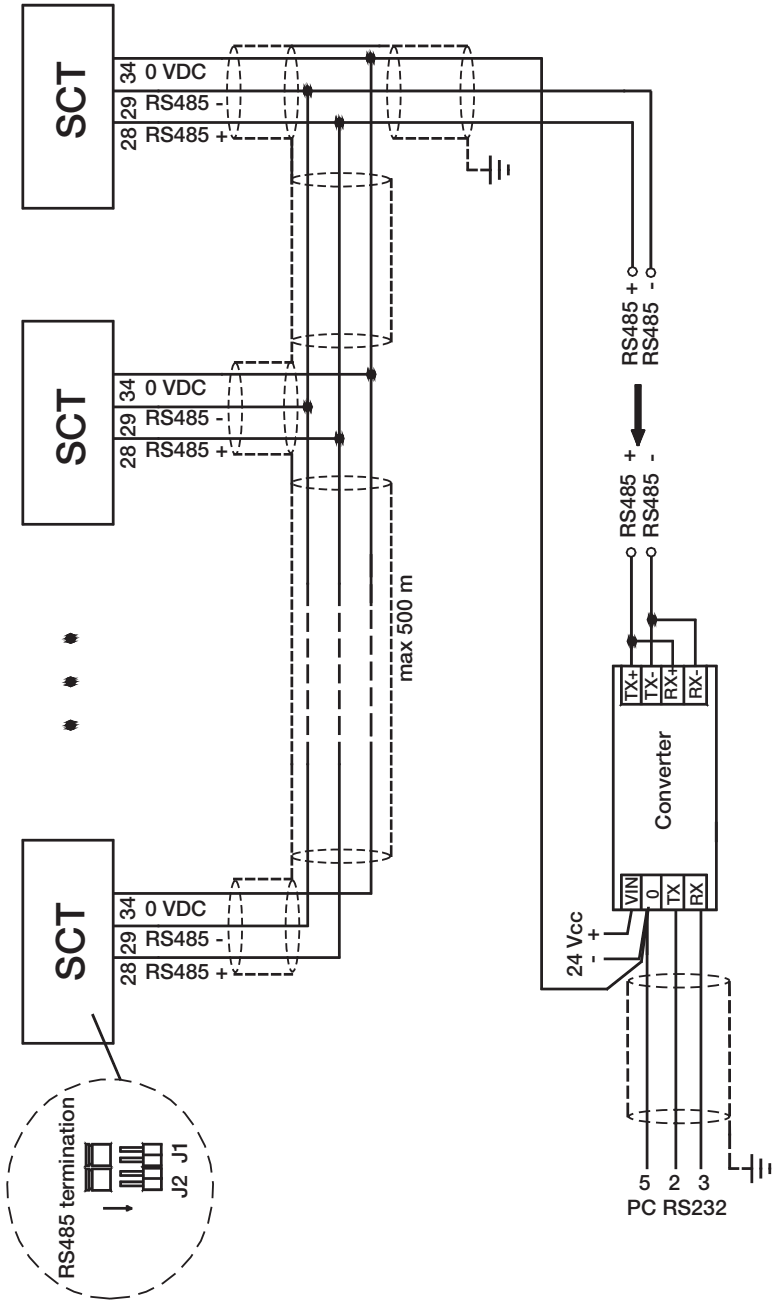 SCT
34 0 VDC
29 RS485 -
28 RS485 +
SCT
34 0 VDC
29 RS485 -
28 RS485 +
SCT
34 0 VDC
29 RS485 -
28 RS485 +
max 500 m
RS485 termination
J2 J1
RS485 +
RS485 -
RS485 +
RS485 -
TX+
TX-
RX+
RX-
Converter
VIN
0
TX
RX
24 Vcc
+
-
5 2 3
PC RS232